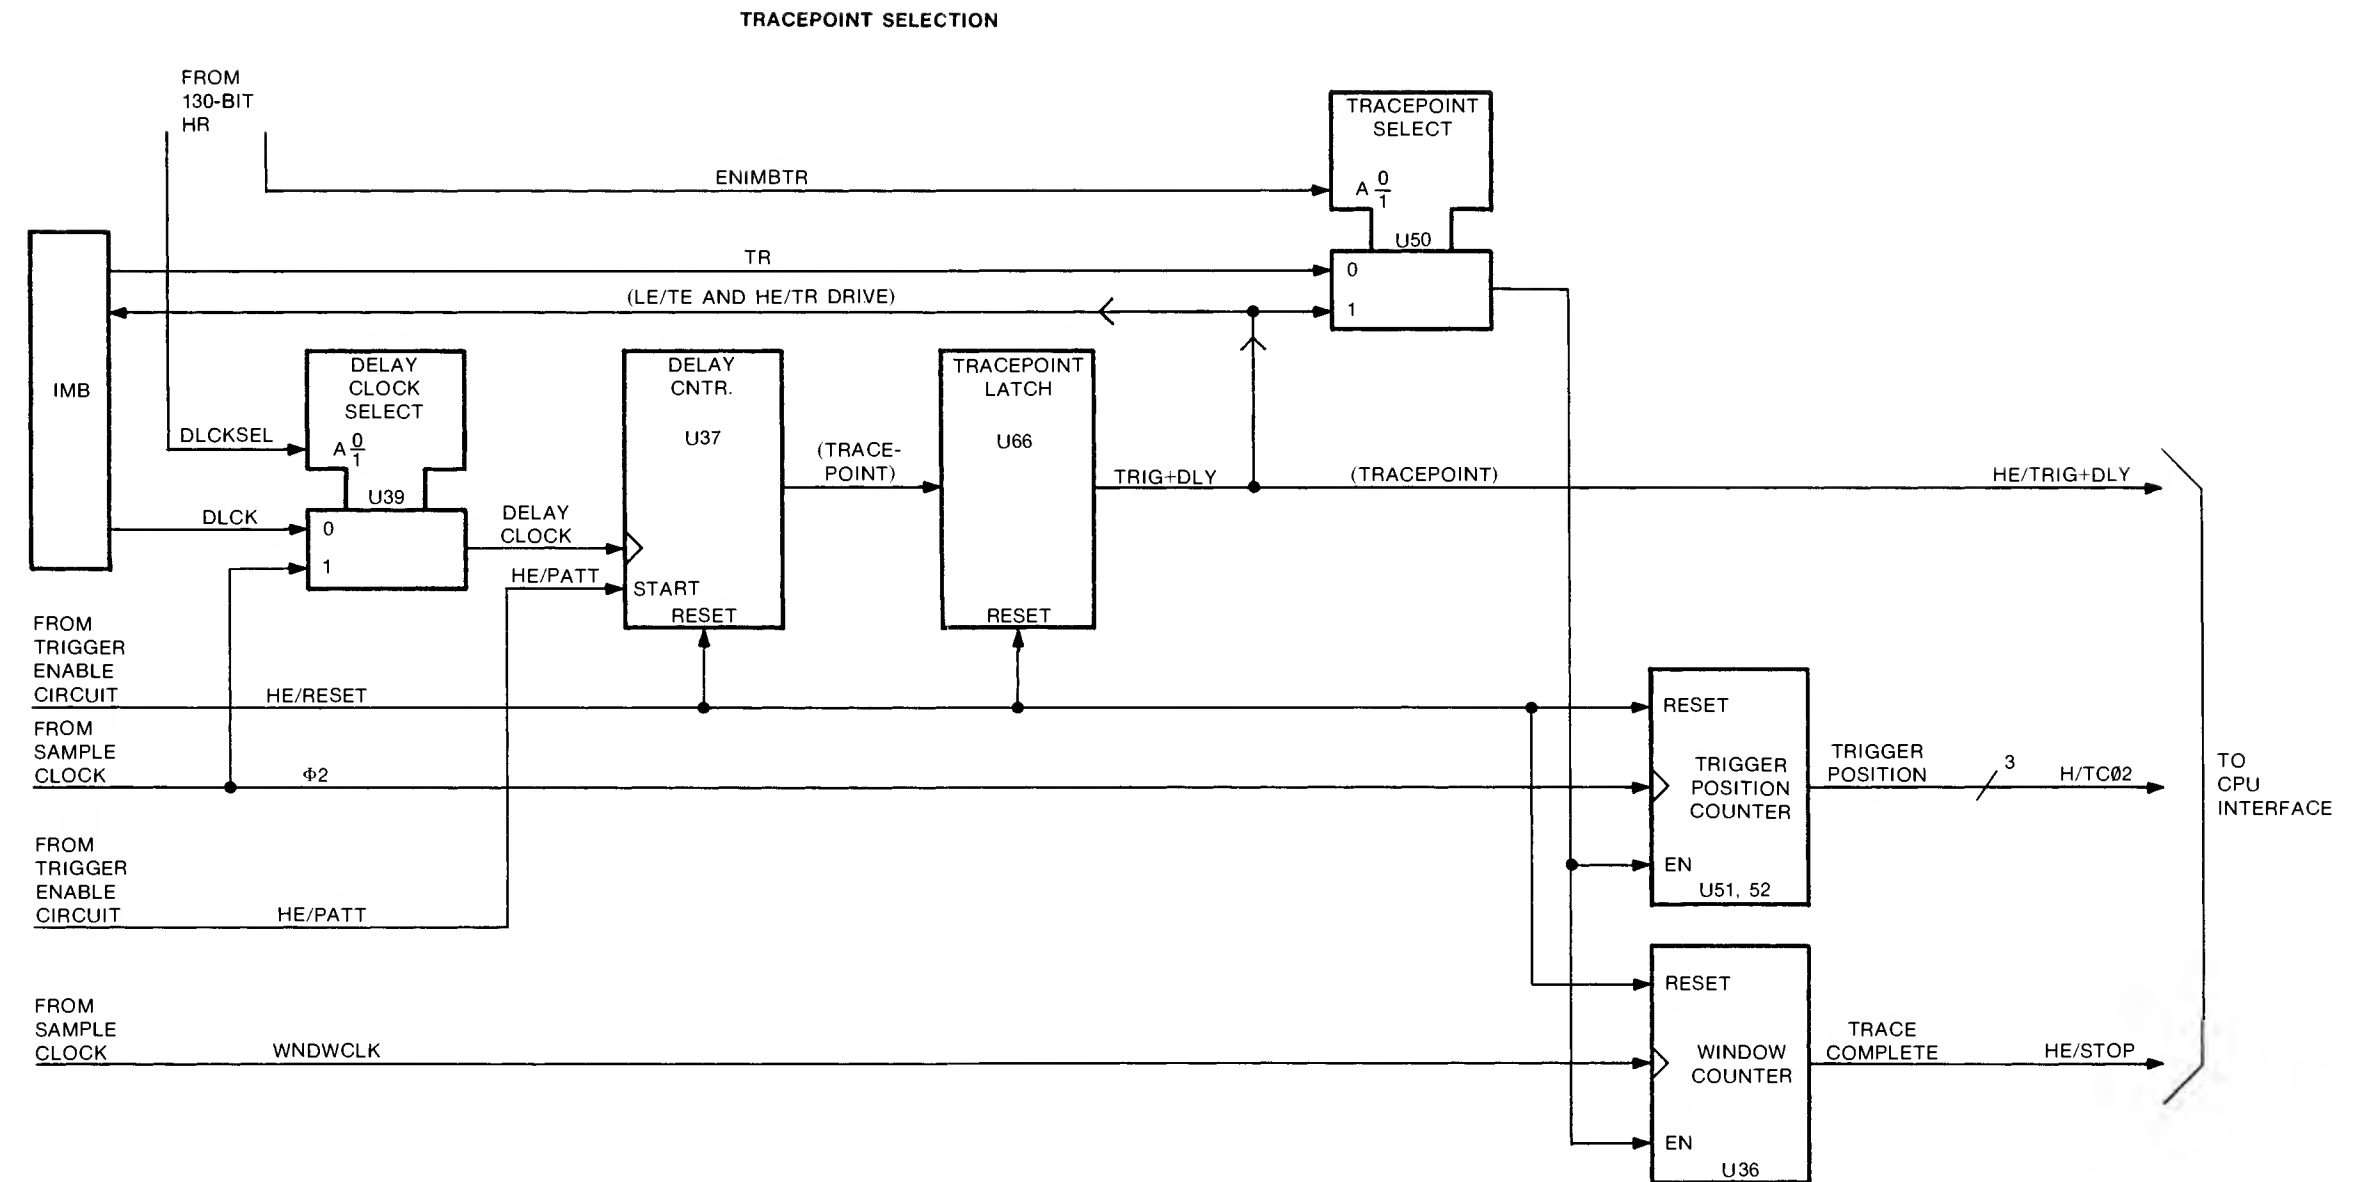 TRACEPOINT SELECTION
FROM
130-BIT
HR
TRACEPOINT
SELECT
ENIMBTR
A 0/1
U50
TR
0
(LE/TE AND HE/TR DRIVE)
1
IMB
DELAY
CLOCK
SELECT
DLCKSEL
A 0/1
U39
DLCK
0
1
DELAY
CLOCK
HE/PATT
DELAY
CNTR.
U37
START
RESET
(TRACE-
POINT)
TRACEPOINT
LATCH
U66
RESET
TRIG+DLY
(TRACEPOINT)
HE/TRIG+DLY
FROM
TRIGGER
ENABLE
CIRCUIT
HE/RESET
FROM
SAMPLE
CLOCK
Φ2
RESET
TRIGGER
POSITION
COUNTER
EN
U51, 52
TRIGGER
POSITION
3
H/TCØ2
TO
CPU
INTERFACE
FROM
TRIGGER
ENABLE
CIRCUIT
HE/PATT
FROM
SAMPLE
CLOCK
WNDWCLK
RESET
WINDOW
COUNTER
EN
U36
TRACE
COMPLETE
HE/STOP